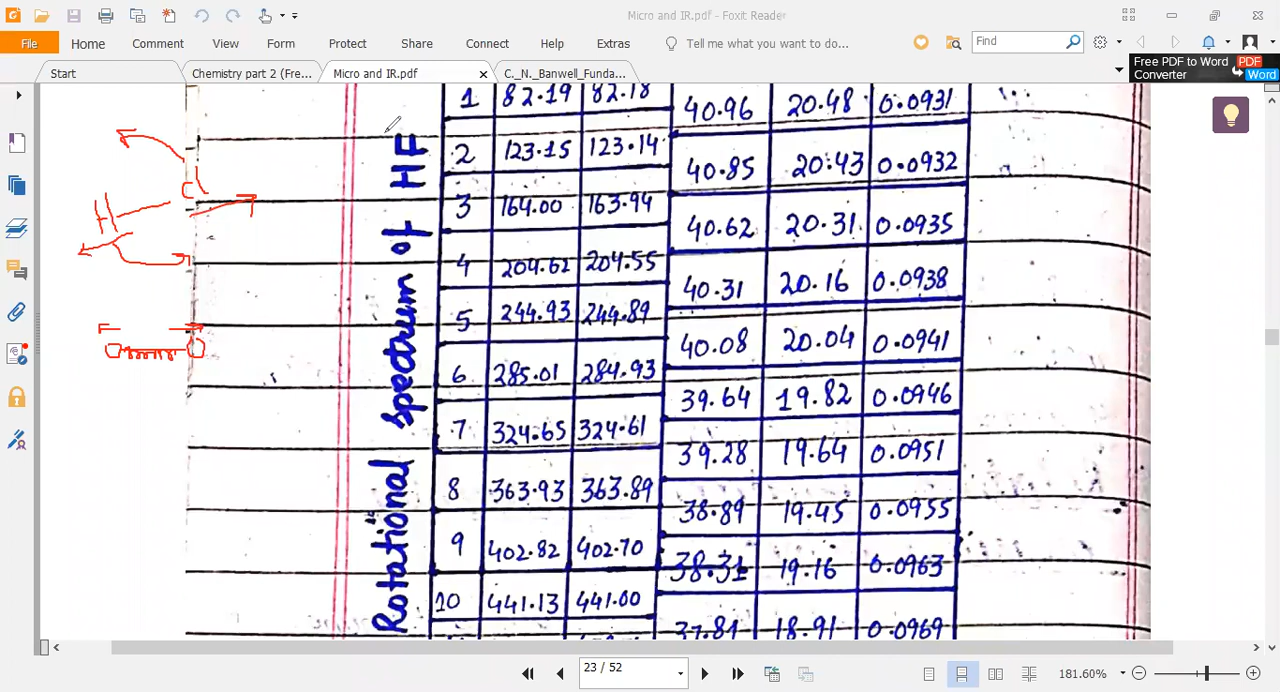 Micro and IR.pdf - Foxit Reader
File Home Comment View Form Protect Share Connect Help Extras Tell me what you want to do... Find
Start Chemistry part 2 (Fre... Micro and IR.pdf C._N._Banwell_Funda...
Free PDF to Word Converter PDF Word
Rotational spectrum of HF
1 82.19 82.18
40.96 20.48 0.0931
2 123.15 123.14
40.85 20.43 0.0932
3 164.00 163.94
40.62 20.31 0.0935
4 204.62 204.55
40.31 20.16 0.0938
5 244.93 244.89
40.08 20.04 0.0941
6 285.01 284.93
39.64 19.82 0.0946
7 324.65 324.61
39.28 19.64 0.0951
8 363.93 363.89
38.89 19.45 0.0955
9 402.82 402.70
38.31 19.16 0.0963
10 441.13 441.00
37.81 18.91 0.0969
H Cl
23 / 52
181.60%